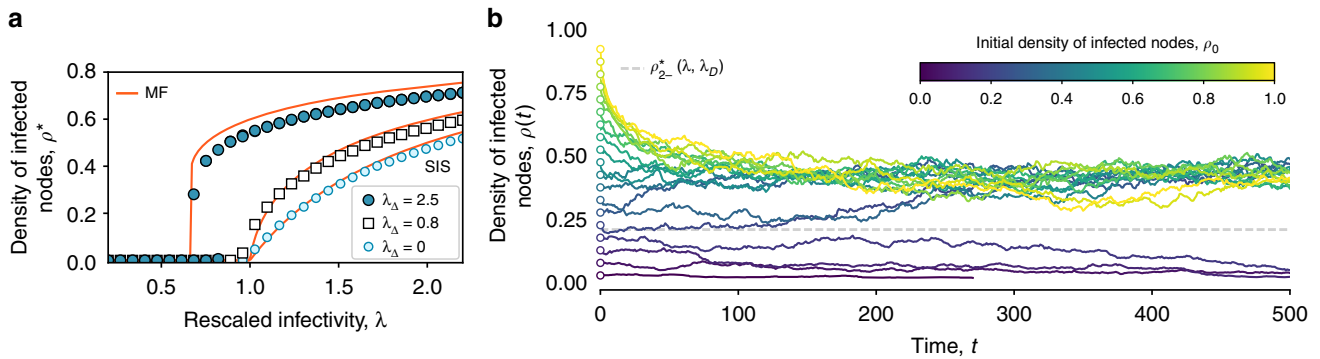 a
Density of infected
nodes, ρ*
0.8
0.6
0.4
0.2
0.0
MF
SIS
λΔ = 2.5
λΔ = 0.8
λΔ = 0
0.5
1.0
1.5
2.0
Rescaled infectivity, λ
b
Density of infected
nodes, ρ(t)
1.00
0.75
0.50
0.25
0.00
ρ*2– (λ, λD)
Initial density of infected nodes, ρ0
0.0 0.2 0.4 0.6 0.8 1.0
0 100 200 300 400 500
Time, t